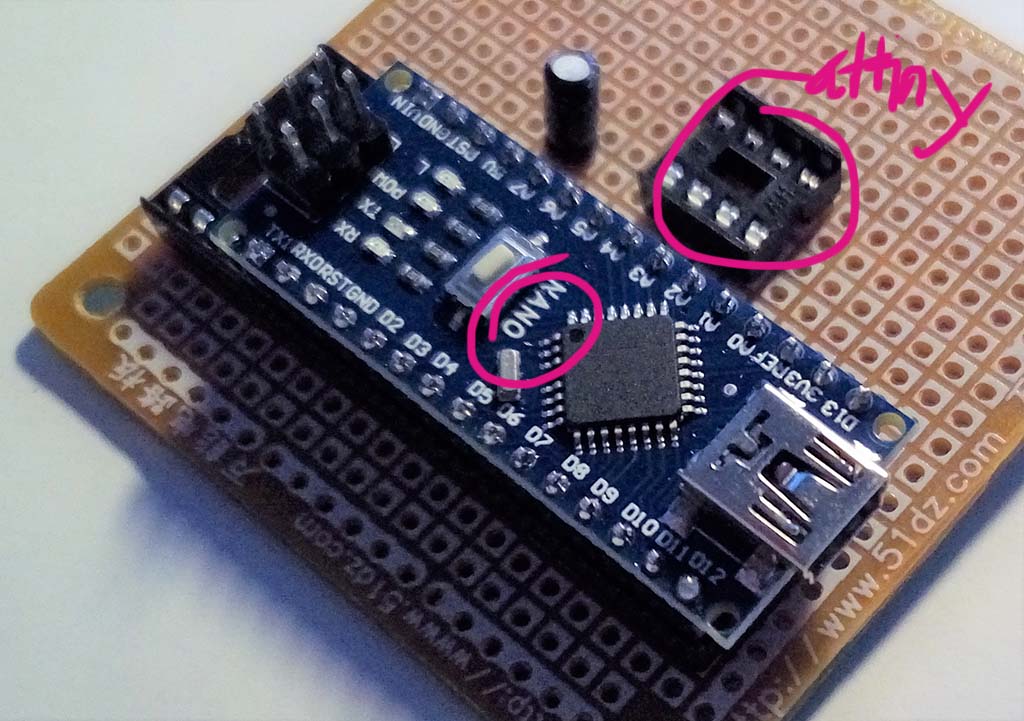 attiny
VIN GND RST 5V A7 A6 A5 A4 A3 A2 A1 A0 REF 3V3 D13
L
POW
TX
RX
NANO
TX1 RX0 RST GND D2 D3 D4 D5 D6 D7 D8 D9 D10 D11 D12
http://www.51dz.com
http://www.51dz.com